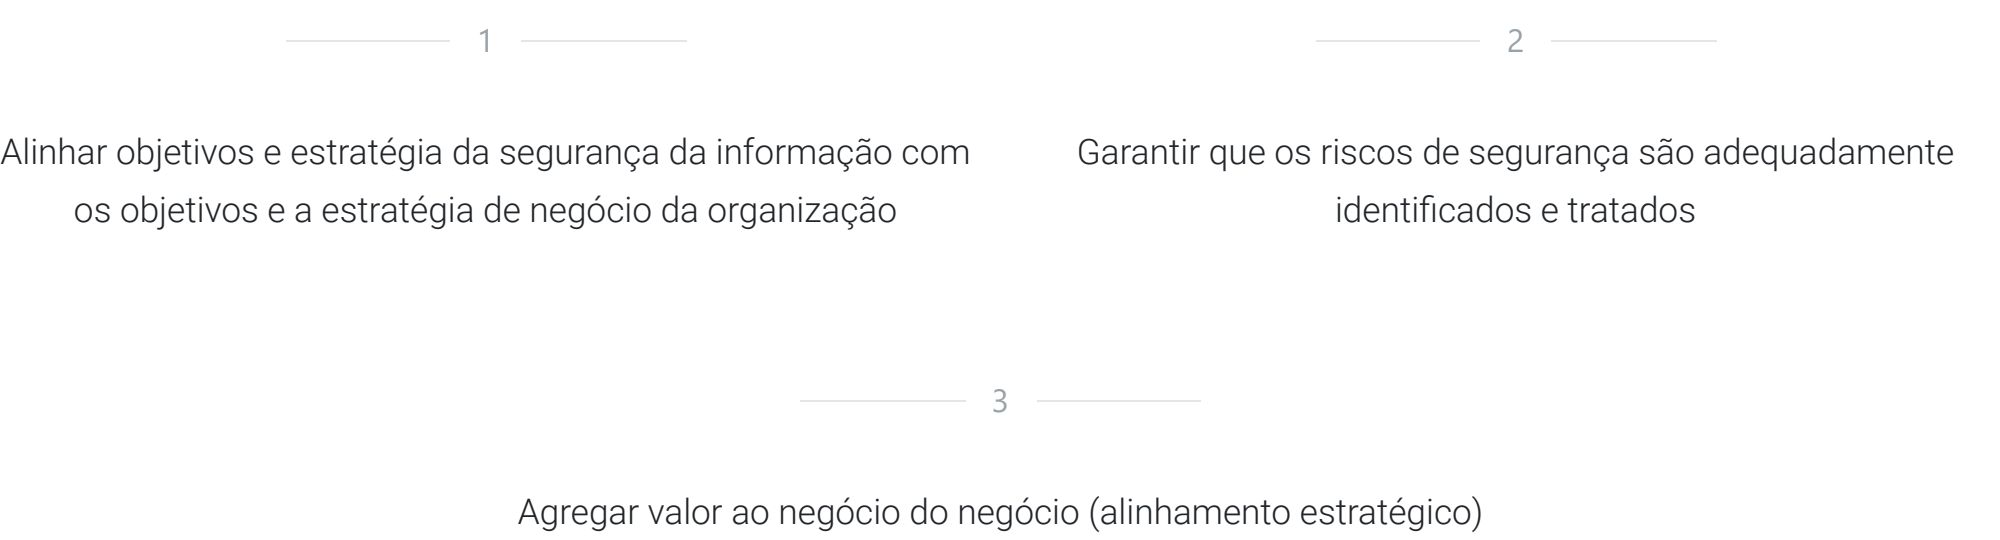 1
Alinhar objetivos e estratégia da segurança da informação com
os objetivos e a estratégia de negócio da organização
2
Garantir que os riscos de segurança são adequadamente
identificados e tratados
3
Agregar valor ao negócio do negócio (alinhamento estratégico)